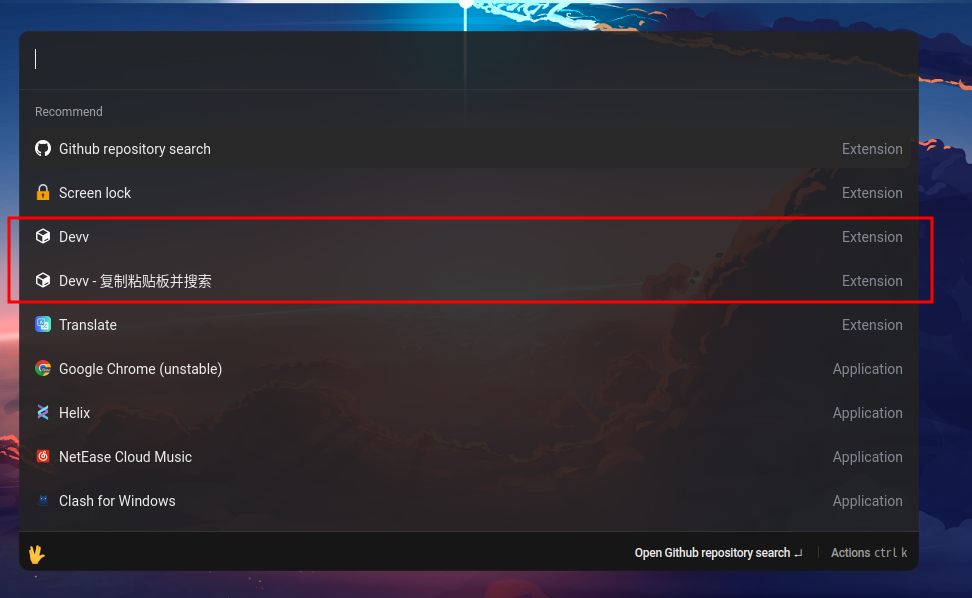 Recommend
Github repository search Extension
Screen lock Extension
Devv Extension
Devv - 复制粘贴板并搜索 Extension
Translate Extension
Google Chrome (unstable) Application
Helix Application
NetEase Cloud Music Application
Clash for Windows Application
Open Github repository search ↵ Actions ctrl k